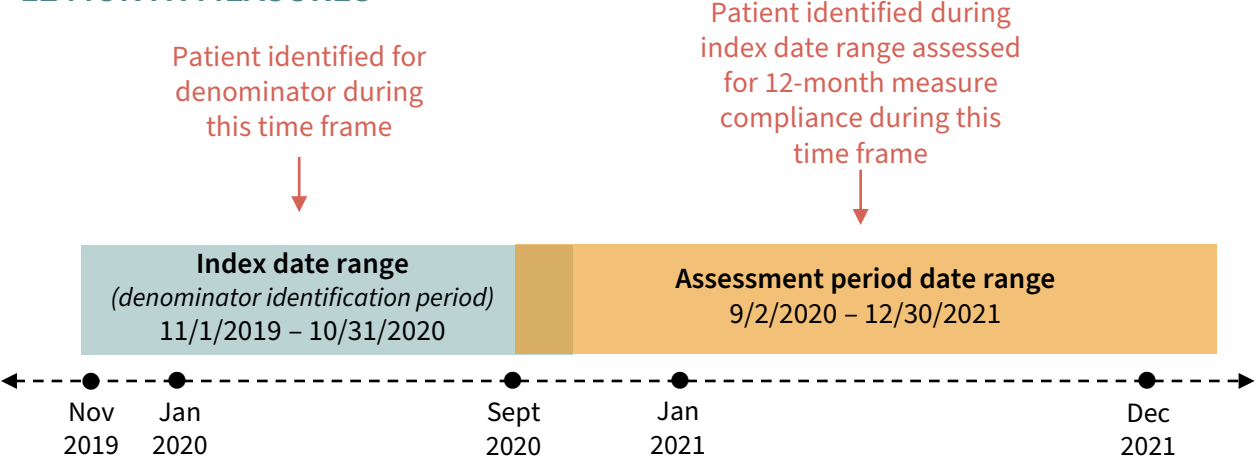 Patient identified for
denominator during
this time frame
Patient identified during
index date range assessed
for 12-month measure
compliance during this
time frame
Index date range
(denominator identification period)
11/1/2019 – 10/31/2020
Assessment period date range
9/2/2020 – 12/30/2021
Nov
2019
Jan
2020
Sept
2020
Jan
2021
Dec
2021